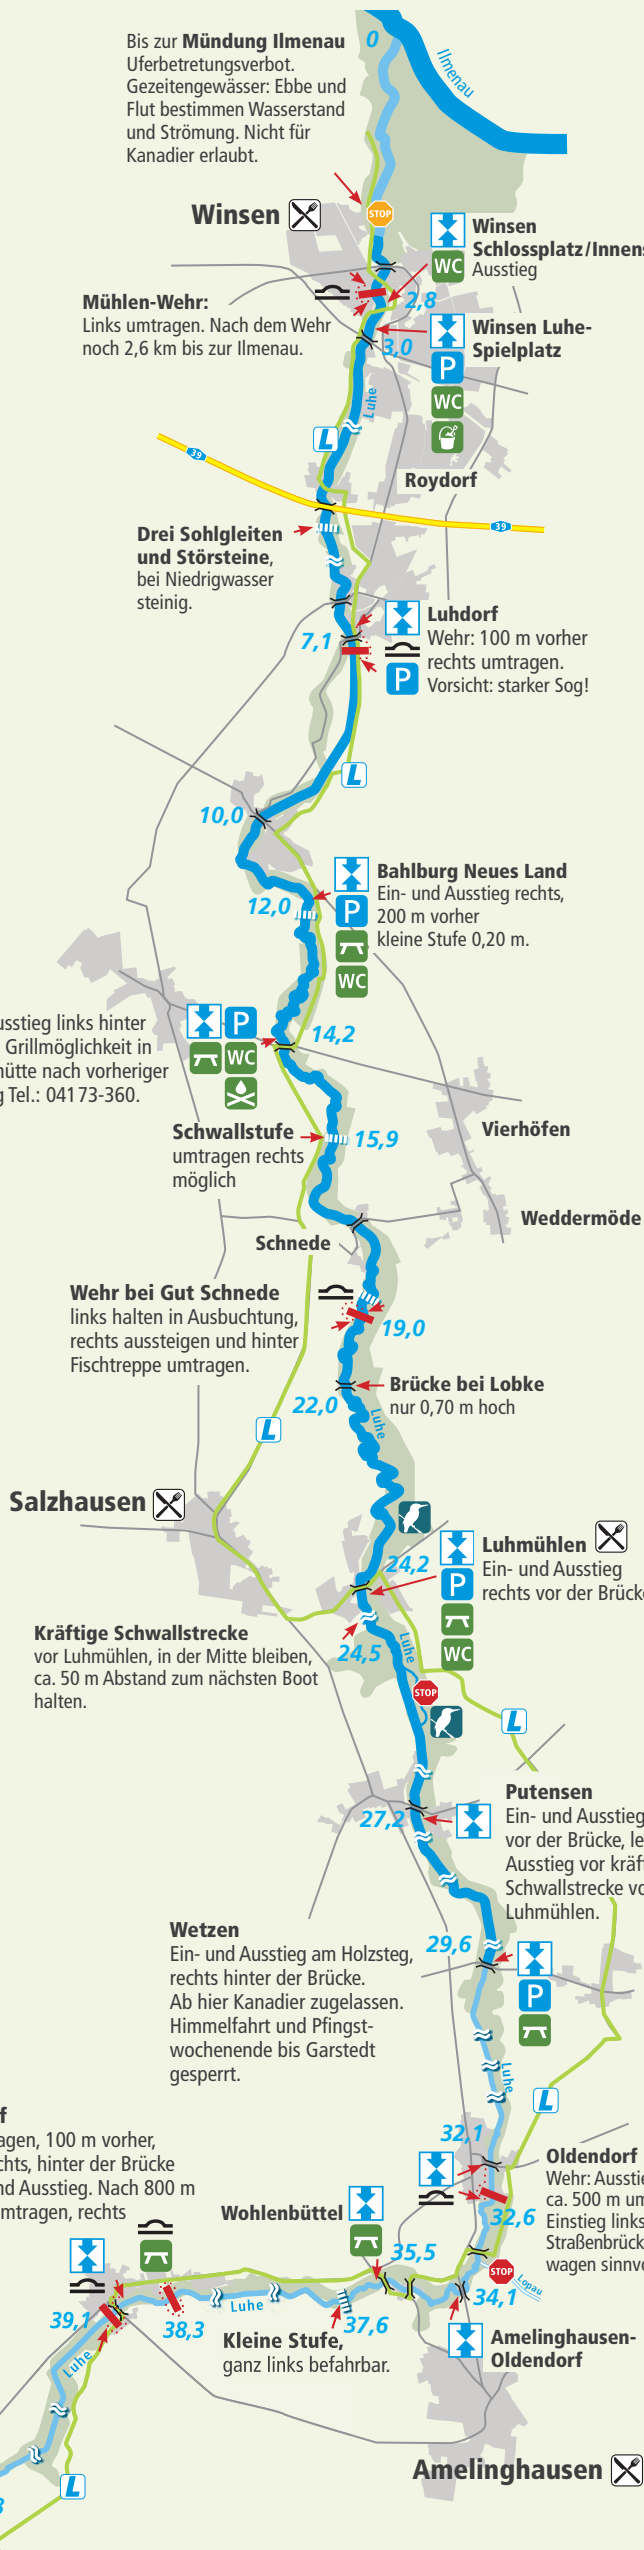 Bis zur Mündung Ilmenau
Uferbetretungsverbot.
Gezeitengewässer: Ebbe und
Flut bestimmen Wasserstand
und Strömung. Nicht für
Kanadier erlaubt.
0
Ilmenau
Winsen
STOP
Winsen
Schlossplatz/Innens
WC Ausstieg
Mühlen-Wehr:
Links umtragen. Nach dem Wehr
noch 2,6 km bis zur Ilmenau.
2,8
3,0
Winsen Luhe-
Spielplatz
P
WC
Luhe
L
39
Roydorf
39
Drei Sohlgleiten
und Störsteine,
bei Niedrigwasser
steinig.
7,1
Luhdorf
Wehr: 100 m vorher
rechts umtragen.
Vorsicht: starker Sog!
P
L
10,0
12,0
Bahlburg Neues Land
Ein- und Ausstieg rechts,
200 m vorher
kleine Stufe 0,20 m.
P
WC
usstieg links hinter
Grillmöglichkeit in
hütte nach vorheriger
g Tel.: 041 73-360.
P
WC
14,2
Schwallstufe
umtragen rechts
möglich
15,9
Vierhöfen
Weddermöde
Schnede
Wehr bei Gut Schnede
links halten in Ausbuchtung,
rechts aussteigen und hinter
Fischtreppe umtragen.
19,0
Brücke bei Lobke
nur 0,70 m hoch
22,0
Luhe
L
Salzhausen
24,2
Luhmühlen
Ein- und Ausstieg
rechts vor der Brücke
P
WC
Kräftige Schwallstrecke
vor Luhmühlen, in der Mitte bleiben,
ca. 50 m Abstand zum nächsten Boot
halten.
24,5
Luhe
STOP
L
27,2
Putensen
Ein- und Ausstieg
vor der Brücke, le
Ausstieg vor kräft
Schwallstrecke vo
Luhmühlen.
Wetzen
Ein- und Ausstieg am Holzsteg,
rechts hinter der Brücke.
Ab hier Kanadier zugelassen.
Himmelfahrt und Pfingst-
wochenende bis Garstedt
gesperrt.
29,6
P
Luhe
L
32,1
Oldendorf
Wehr: Ausstie
ca. 500 m um
Einstieg links
Straßenbrück
wagen sinnvo
32,6
f
agen, 100 m vorher,
chts, hinter der Brücke
nd Ausstieg. Nach 800 m
mtragen, rechts
Wohlenbüttel
35,5
STOP
Lopau
34,1
39,1
38,3
Luhe
37,6
Kleine Stufe,
ganz links befahrbar.
Amelinghausen-
Oldendorf
Luhe
Amelinghausen
L